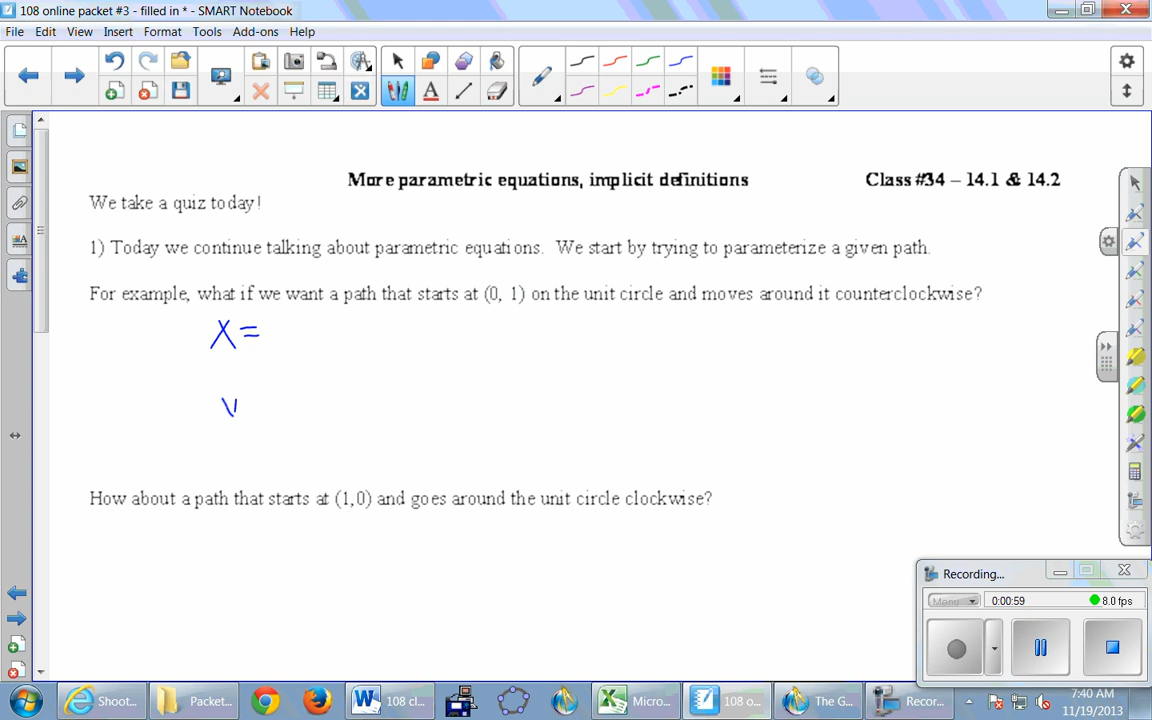 108 online packet #3 - filled in * - SMART Notebook
File Edit View Insert Format Tools Add-ons Help
More parametric equations, implicit definitions Class #34 – 14.1 & 14.2
We take a quiz today!
1) Today we continue talking about parametric equations. We start by trying to parameterize a given path.
For example, what if we want a path that starts at (0, 1) on the unit circle and moves around it counterclockwise?
X =
How about a path that starts at (1,0) and goes around the unit circle clockwise?
Recording...
Menu 0:00:59 8.0 fps
Shoot... Packet... 108 cl... Micro... 108 o... The G... Recor... 7:40 AM
11/19/2013